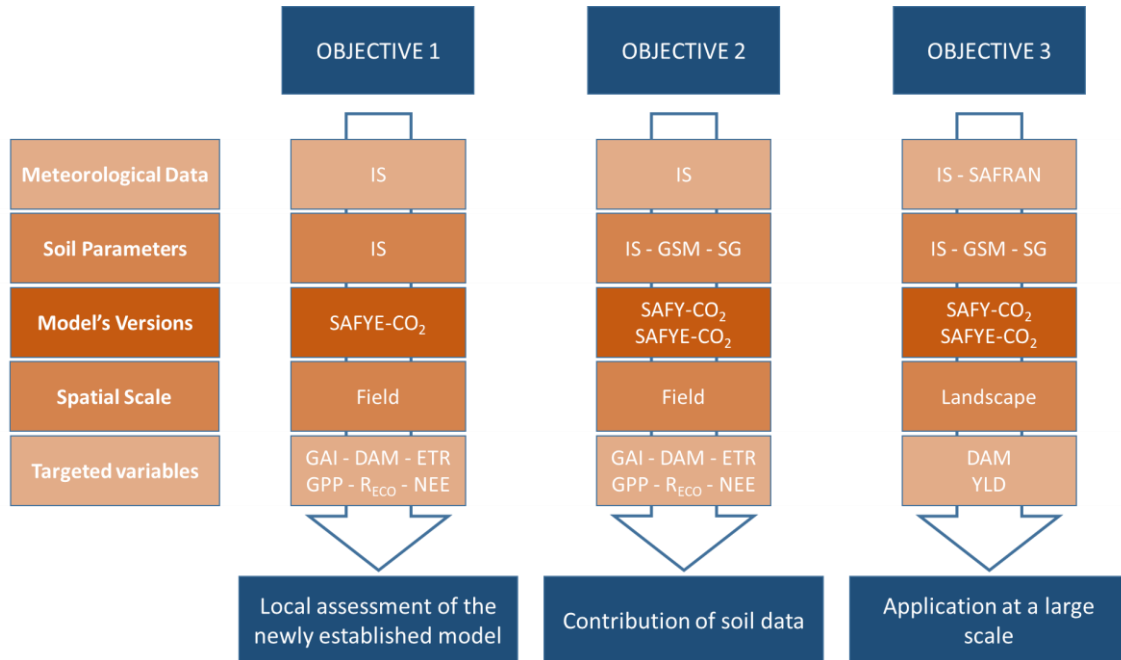 OBJECTIVE 1
OBJECTIVE 2
OBJECTIVE 3
Meteorological Data
IS
IS
IS - SAFRAN
Soil Parameters
IS
IS - GSM - SG
IS - GSM - SG
Model's Versions
SAFYE-CO₂
SAFY-CO₂
SAFYE-CO₂
SAFY-CO₂
SAFYE-CO₂
Spatial Scale
Field
Field
Landscape
Targeted variables
GAI - DAM - ETR
GPP - R_ECO - NEE
GAI - DAM - ETR
GPP - R_ECO - NEE
DAM
YLD
Local assessment of the
newly established model
Contribution of soil data
Application at a large
scale